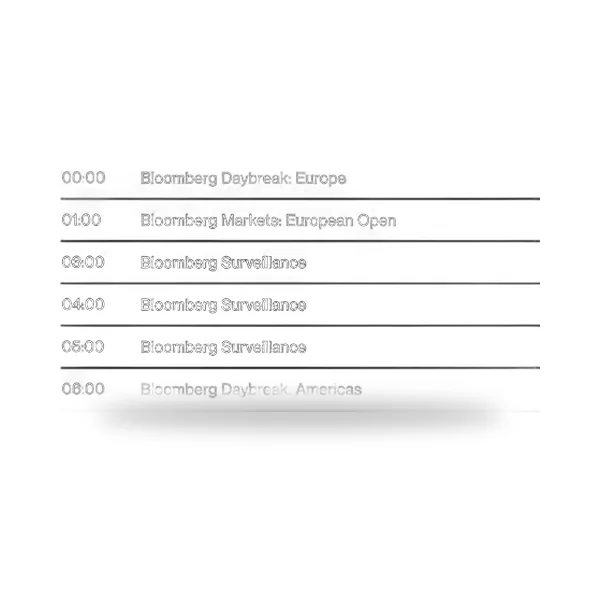 00:00 Bloomberg Daybreak: Europe
01:00 Bloomberg Markets: European Open
03:00 Bloomberg Surveillance
04:00 Bloomberg Surveillance
05:00 Bloomberg Surveillance
06:00 Bloomberg Daybreak: Americas